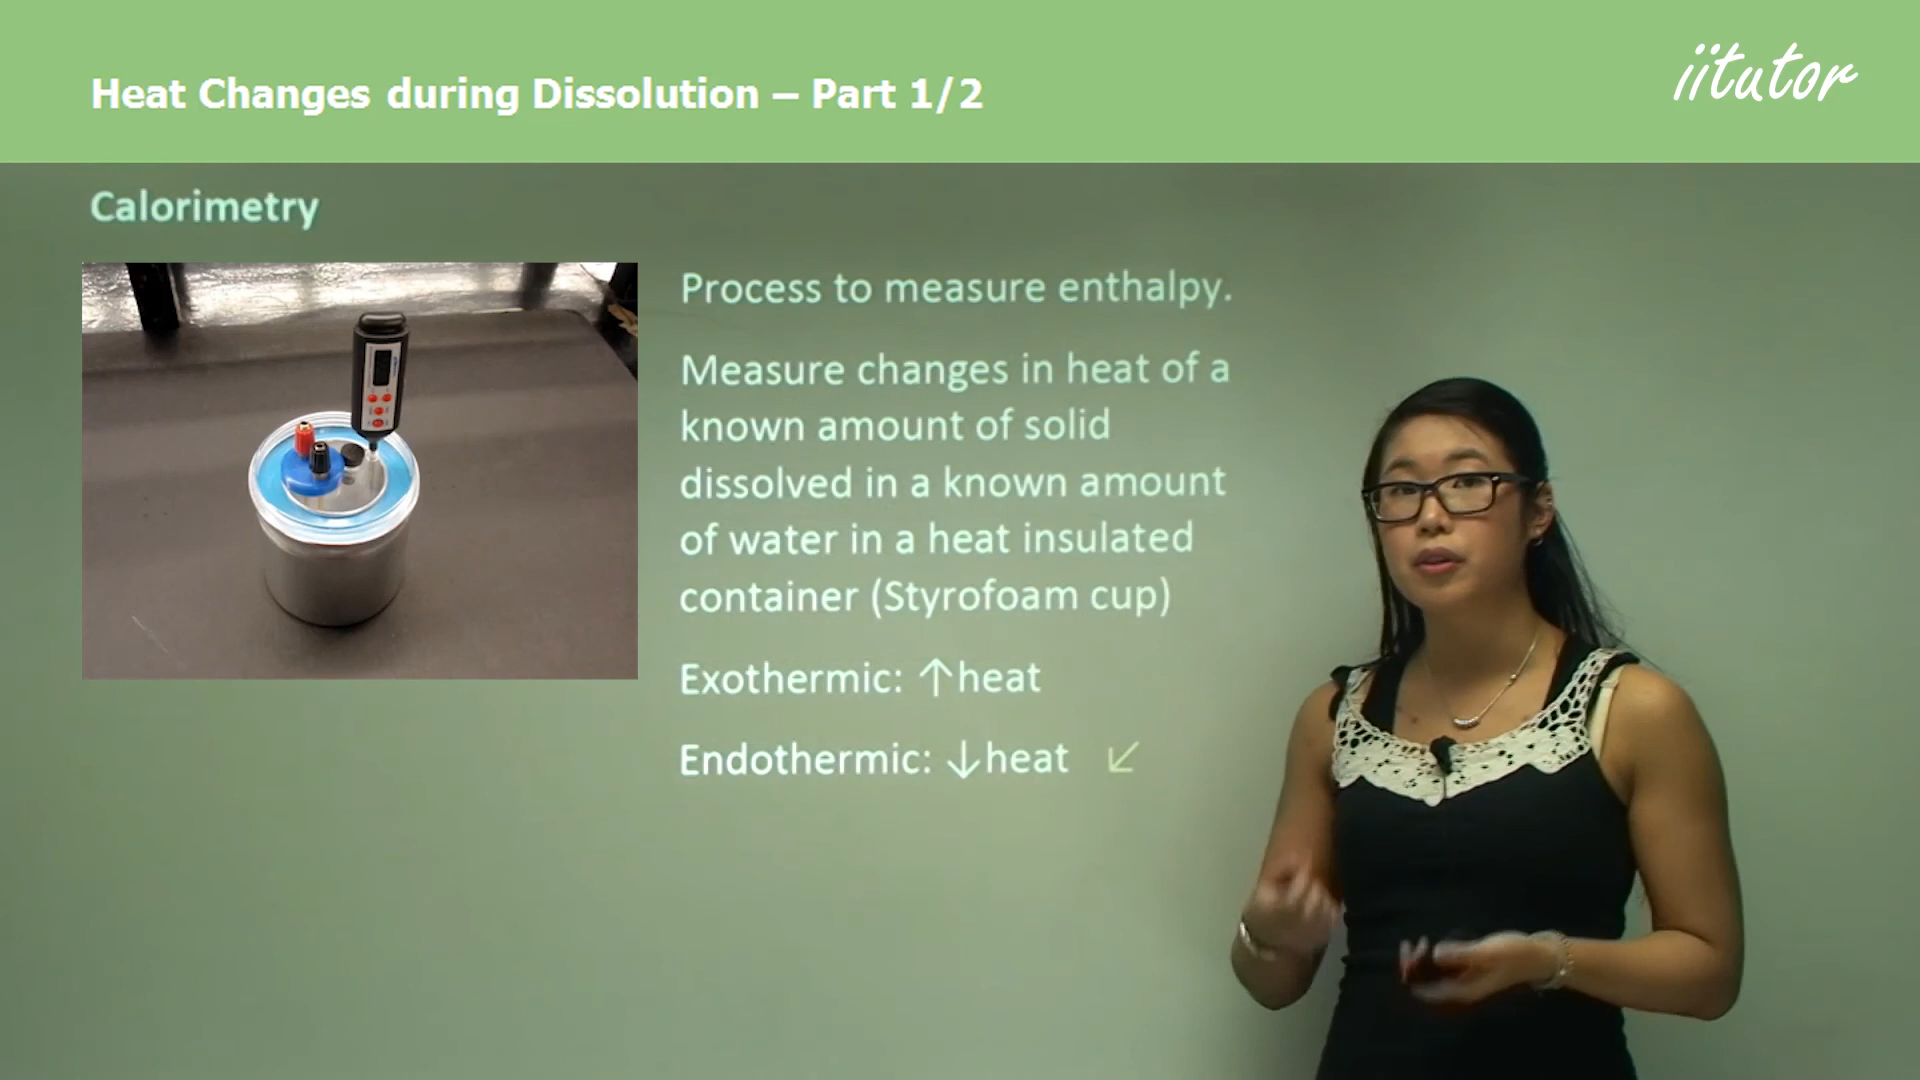 Heat Changes during Dissolution – Part 1/2
iitutor
Calorimetry
Process to measure enthalpy.
Measure changes in heat of a
known amount of solid
dissolved in a known amount
of water in a heat insulated
container (Styrofoam cup)
Exothermic: ↑heat
Endothermic: ↓heat ↙